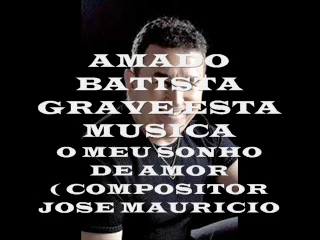 AMADO
BATISTA
GRAVE ESTA
MUSICA
O MEU SONHO
DE AMOR
( COMPOSITOR
JOSE MAURICIO